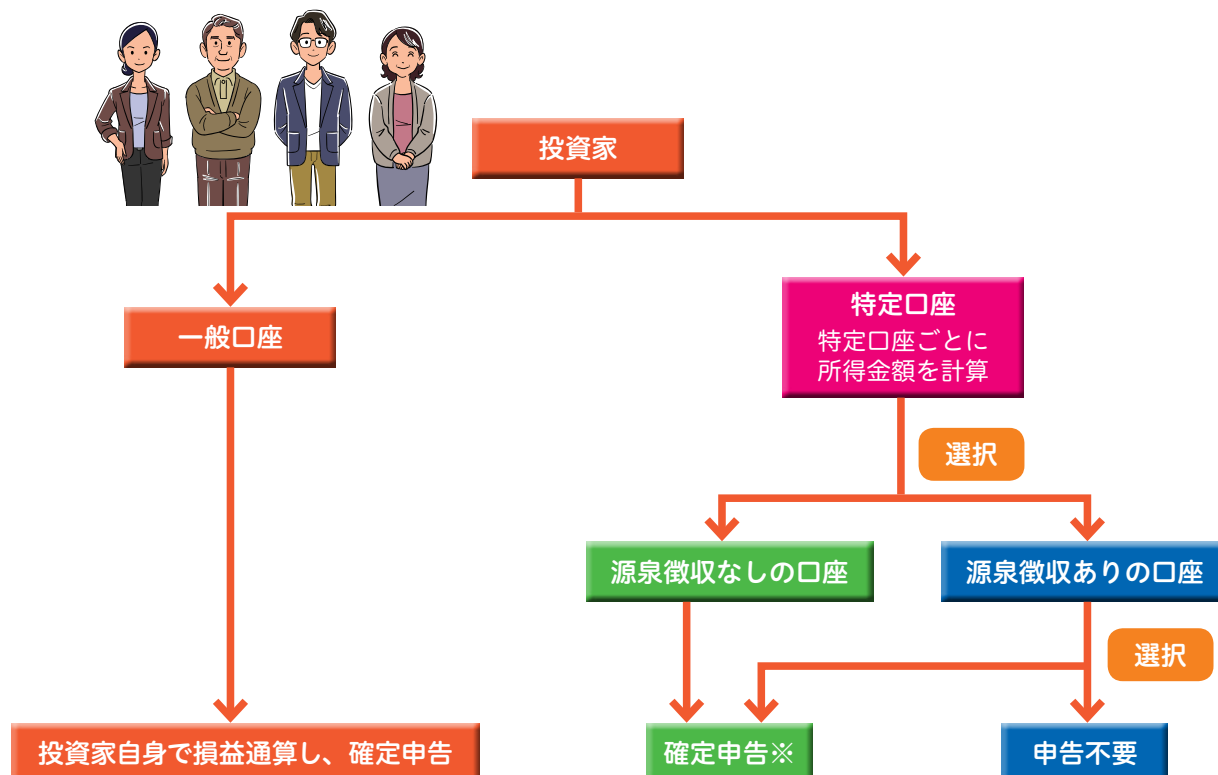 投資家
一般口座
特定口座
特定口座ごとに
所得金額を計算
選択
源泉徴収なしの口座
源泉徴収ありの口座
選択
投資家自身で損益通算し、確定申告
確定申告※
申告不要